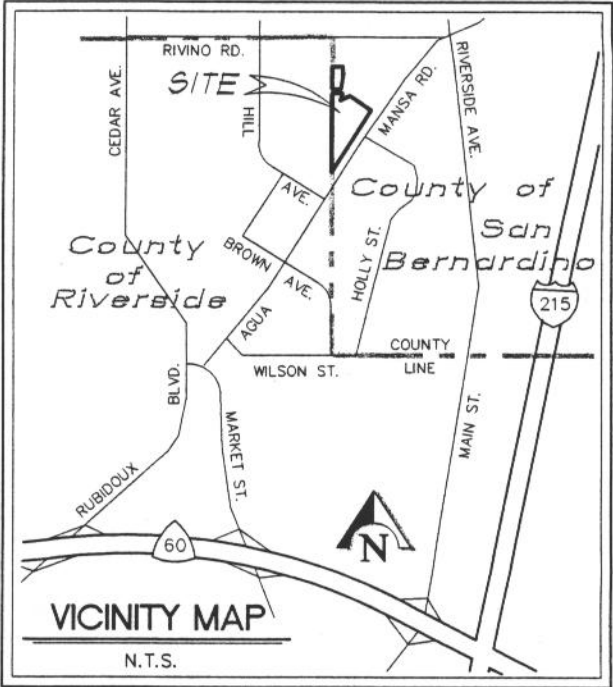 RIVINO RD.
SITE
CEDAR AVE.
HILL
AVE.
MANSA RD.
RIVERSIDE AVE.
County of
San
Bernardino
County
of
Riverside
BROWN
AVE.
HOLLY ST.
AGUA
215
COUNTY
LINE
WILSON ST.
BLVD.
MARKET ST.
MAIN ST.
RUBIDOUX
60
N
VICINITY MAP
N.T.S.